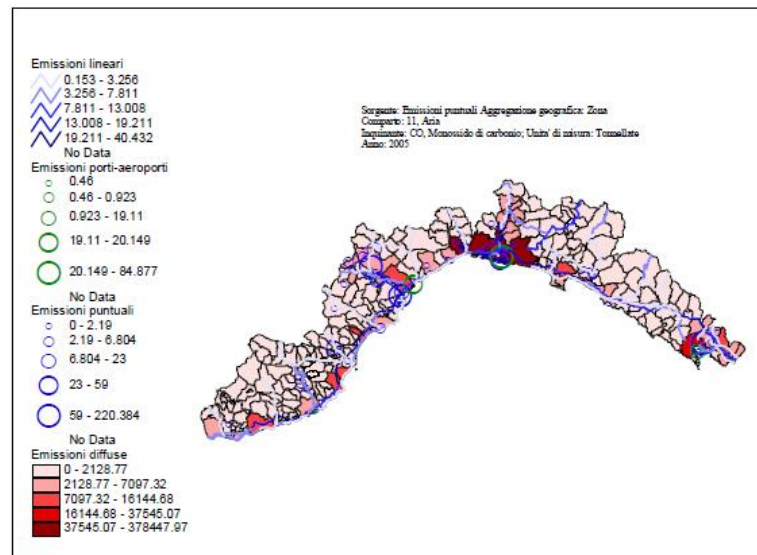 Emissioni lineari
0.153 - 3.256
3.256 - 7.811
7.811 - 13.008
13.008 - 19.211
19.211 - 40.432
No Data
Emissioni porti-aeroporti
0.46
0.46 - 0.923
0.923 - 19.11
19.11 - 20.149
20.149 - 84.877
No Data
Emissioni puntuali
0 - 2.19
2.19 - 6.804
6.804 - 23
23 - 59
59 - 220.384
No Data
Emissioni diffuse
0 - 2128.77
2128.77 - 7097.32
7097.32 - 16144.68
16144.68 - 37545.07
37545.07 - 378447.97
Sorgente: Emissioni puntuali Aggregazione geografica: Zona
Comparto: 11, Aria
Inquinante: CO, Monossido di carbonio; Unita' di misura: Tonnellate
Anno: 2005